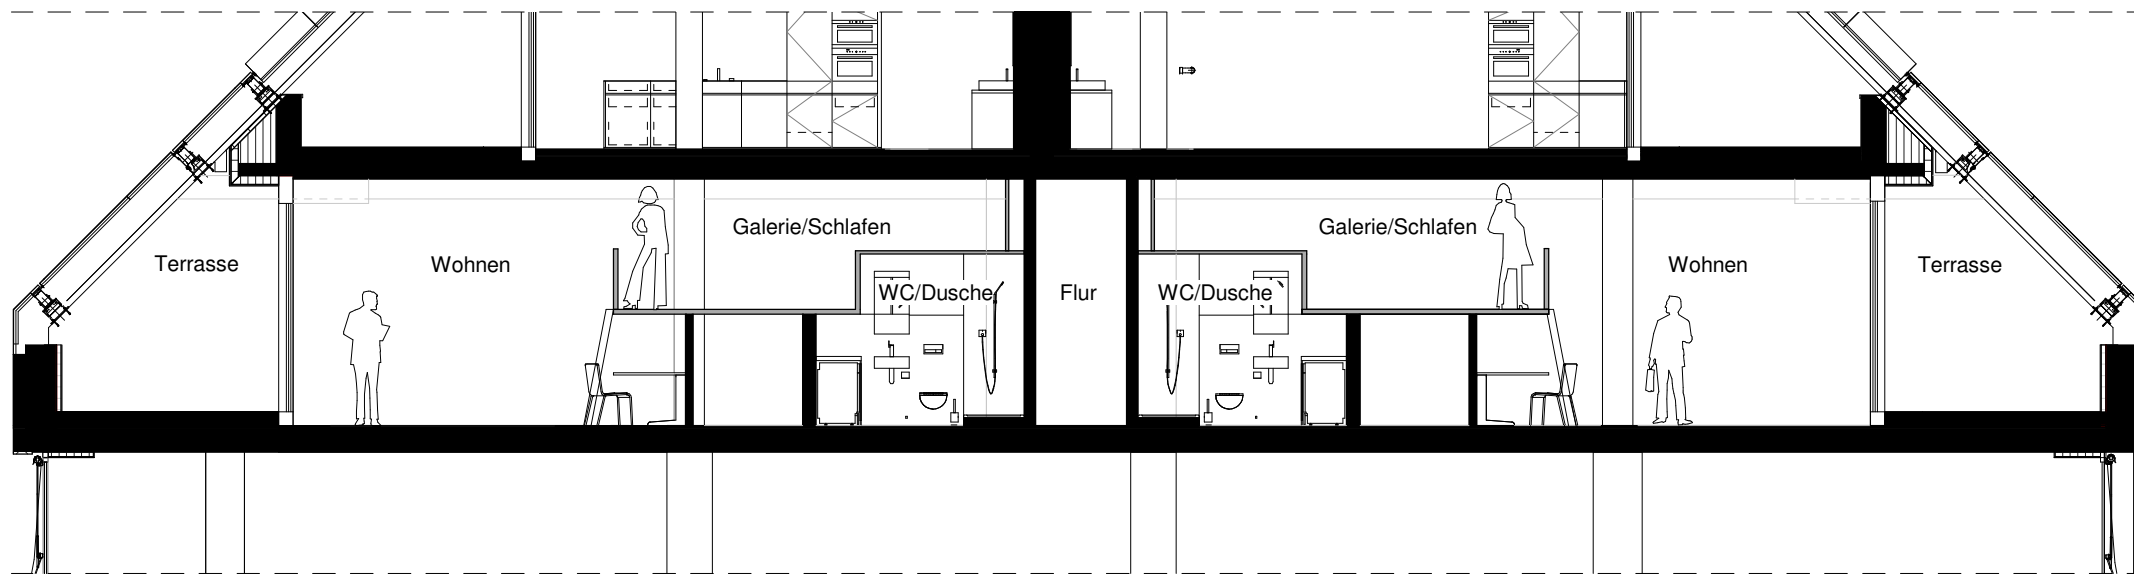 Galerie/Schlafen
Galerie/Schlafen
Terrasse
Wohnen
Wohnen
Terrasse
WC/Dusche
Flur
WC/Dusche